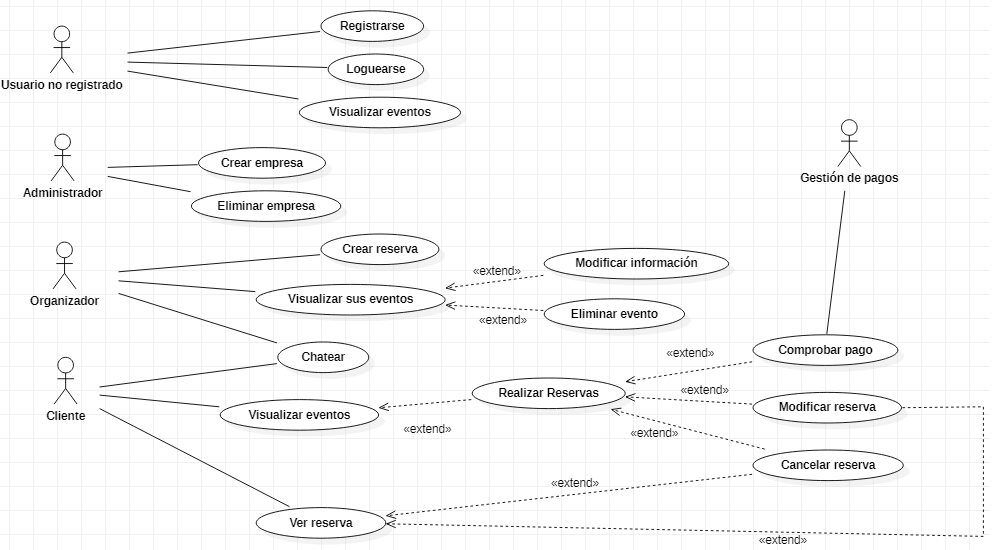 Registrarse
Usuario no registrado
Loguearse
Visualizar eventos
Gestión de pagos
Administrador
Crear empresa
Eliminar empresa
Organizador
Crear reserva
Visualizar sus eventos
«extend»
Modificar información
«extend»
Eliminar evento
Chatear
Cliente
Visualizar eventos
«extend»
Realizar Reservas
«extend»
Comprobar pago
«extend»
Modificar reserva
«extend»
Cancelar reserva
«extend»
Ver reserva
«extend»